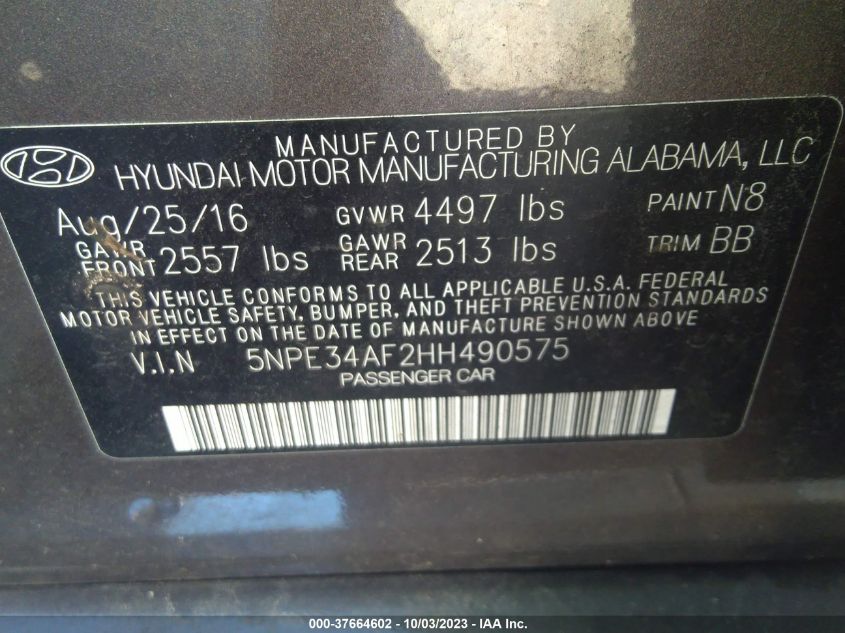 MANUFACTURED BY
HYUNDAI MOTOR MANUFACTURING ALABAMA, LLC
Aug/25/16 GVWR 4497 lbs PAINT N8
GAWR FRONT 2557 lbs GAWR REAR 2513 lbs TRIM BB
THIS VEHICLE CONFORMS TO ALL APPLICABLE U.S.A. FEDERAL
MOTOR VEHICLE SAFETY, BUMPER, AND THEFT PREVENTION STANDARDS
IN EFFECT ON THE DATE OF MANUFACTURE SHOWN ABOVE.
V.I.N 5NPE34AF2HH490575
PASSENGER CAR
000-37664602 - 10/03/2023 - IAA Inc.